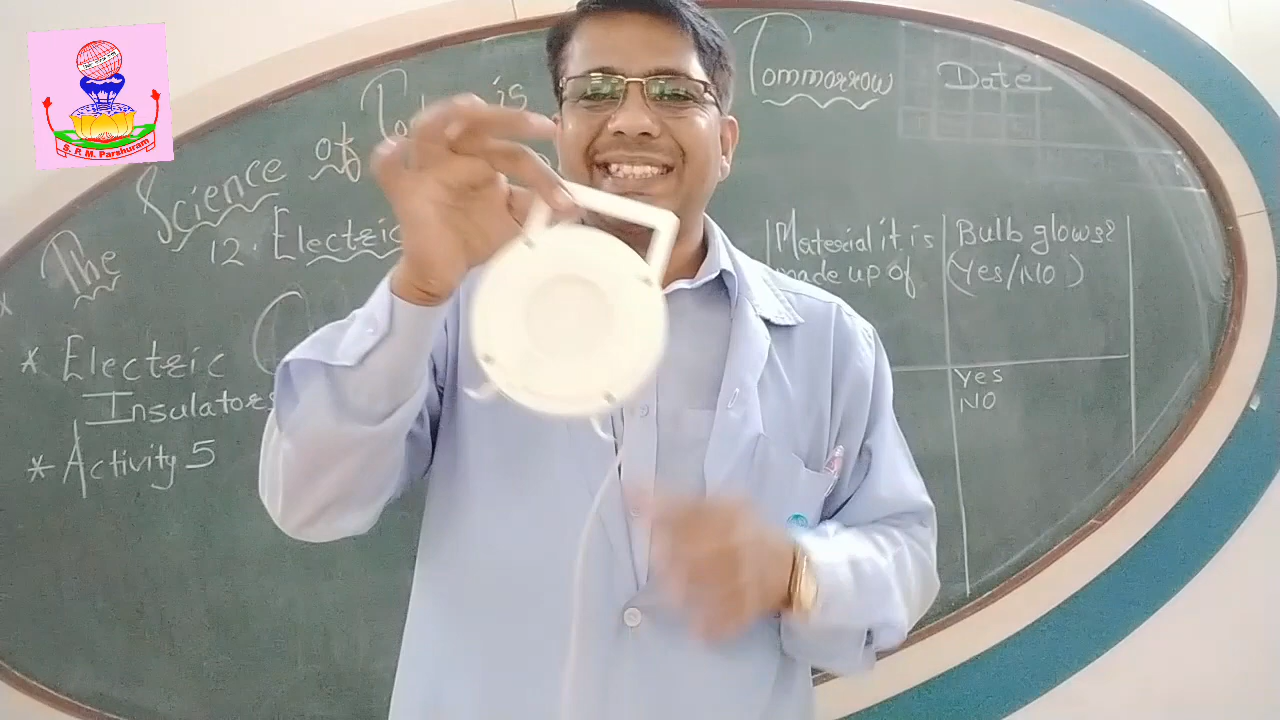 S. R. M. Parshuram
The Science of
is
Tommorrow
Date
12. Electric
* Electric
Insulators
* Activity 5
Material it is
made up of
Bulb glows?
(Yes/No)
Yes
NO